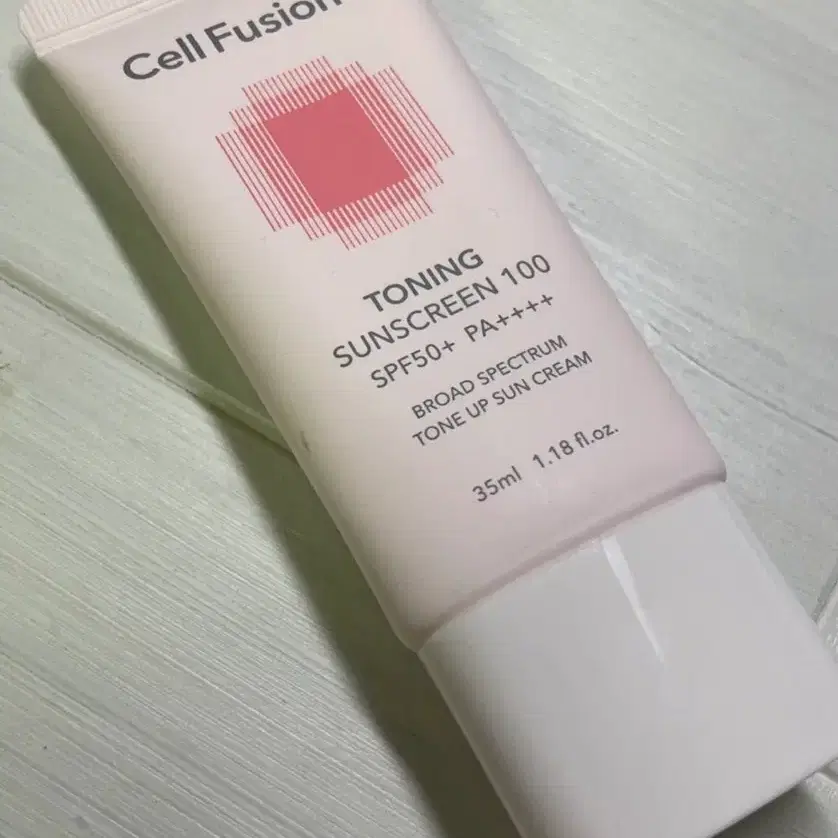 Cell Fusion
TONING
SUNSCREEN 100
SPF50+ PA++++
BROAD SPECTRUM
TONE UP SUN CREAM
35ml 1.18 fl.oz.